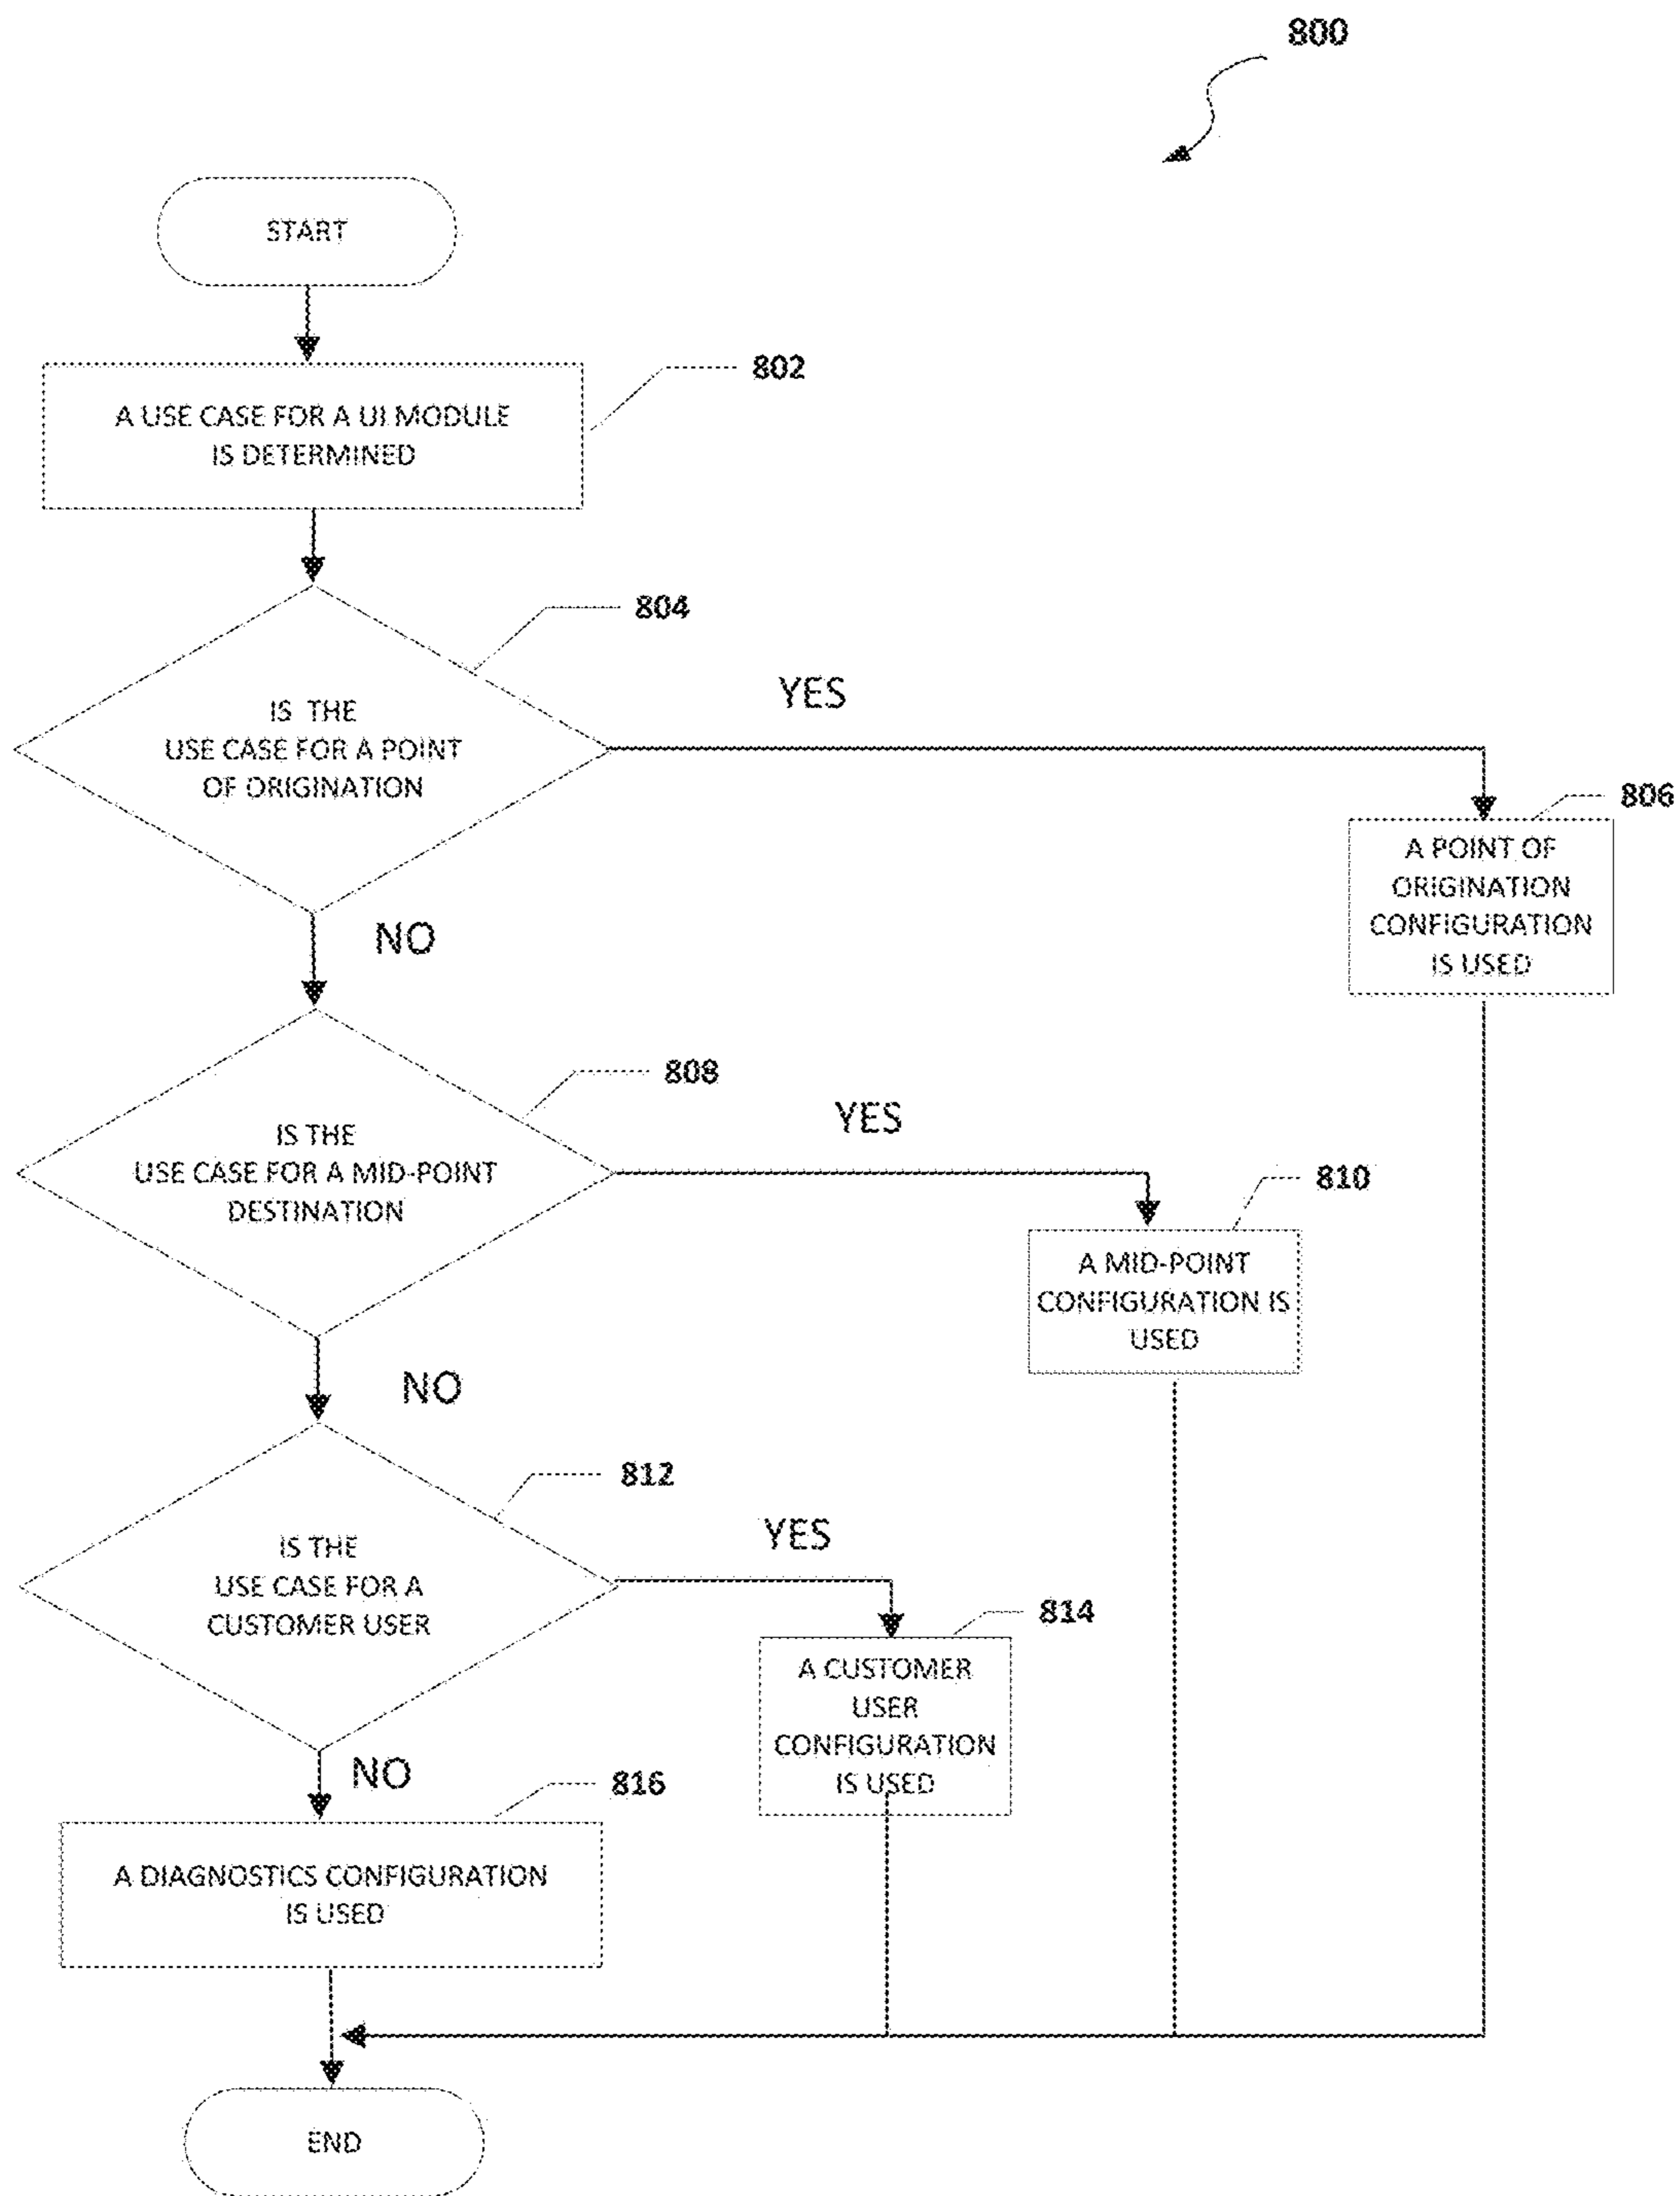 800
START
802
A USE CASE FOR A UI MODULE
IS DETERMINED
804
IS THE
USE CASE FOR A POINT
OF ORIGINATION
YES
806
A POINT OF
ORIGINATION
CONFIGURATION
IS USED
NO
808
IS THE
USE CASE FOR A MID-POINT
DESTINATION
YES
810
A MID-POINT
CONFIGURATION IS
USED
NO
812
IS THE
USE CASE FOR A
CUSTOMER USER
YES
814
A CUSTOMER
USER
CONFIGURATION
IS USED
NO
816
A DIAGNOSTICS CONFIGURATION
IS USED
END